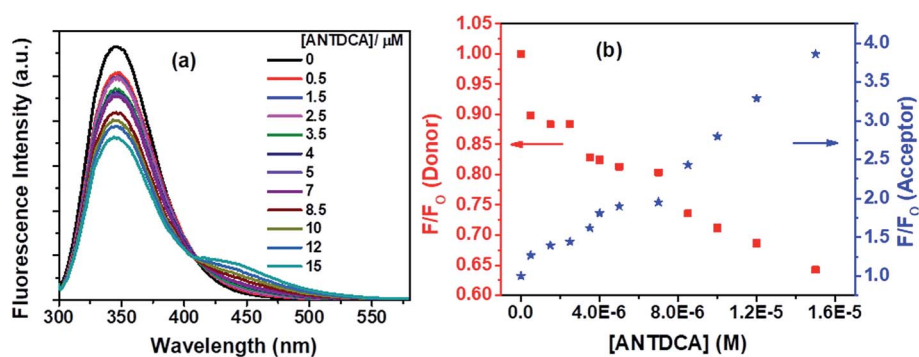 Fluorescence Intensity (a.u.)
(a)
[ANTDCA]/ μM
0
0.5
1.5
2.5
3.5
4
5
7
8.5
10
12
15
300 350 400 450 500 550
Wavelength (nm)
F/F₀ (Donor)
1.00
0.95
0.90
0.85
0.80
0.75
0.70
0.65
0.60
(b)
4.0
3.5
3.0
2.5
2.0
1.5
1.0
F/F₀ (Acceptor)
0.0 4.0E-6 8.0E-6 1.2E-5 1.6E-5
[ANTDCA] (M)